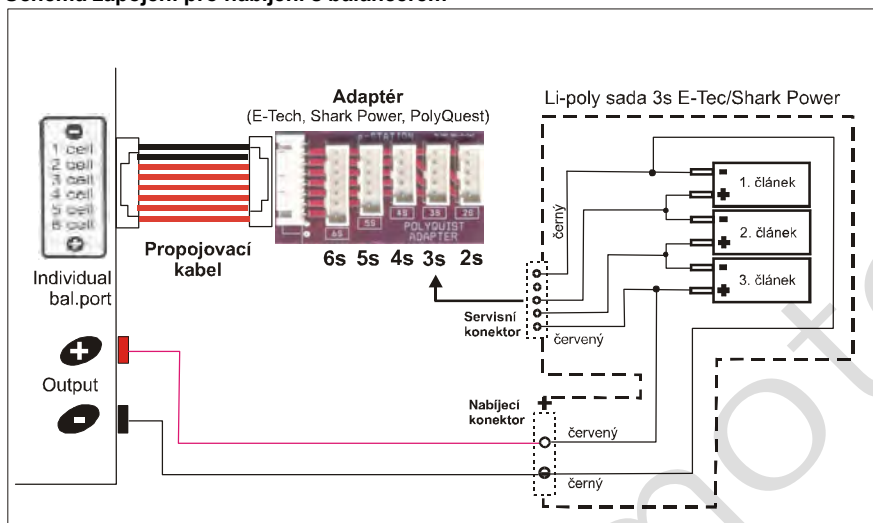 Schéma zapojení pro nabíjení s balancérem
Adaptér
(E-Tech, Shark Power, PolyQuest)
Li-poly sada 3s E-Tec/Shark Power
1 cell
2 cell
3 cell
4 cell
5 cell
6 cell
Individual
bal.port
Propojovací
kabel
e-STATION
6S
5S
4S
3S
2S
POLYQUIST
ADAPTER
6s 5s 4s 3s 2s
černý
- 1. článek
+
- 2. článek
+
- 3. článek
+
Servisní
konektor
červený
+
Output
-
Nabíjecí
konektor
+
červený
-
černý
mote